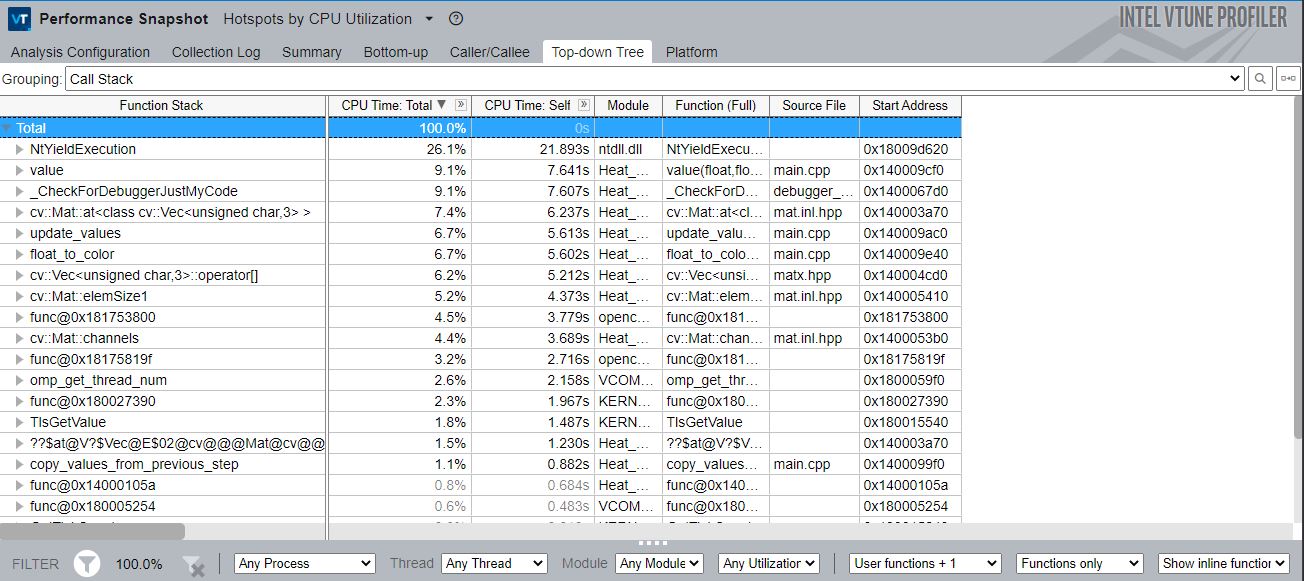 VT Performance Snapshot Hotspots by CPU Utilization ? INTEL VTUNE PROFILER
Analysis Configuration Collection Log Summary Bottom-up Caller/Callee Top-down Tree Platform
Grouping: Call Stack
Function Stack CPU Time: Total CPU Time: Self Module Function (Full) Source File Start Address
Total 100.0% 0s
NtYieldExecution 26.1% 21.893s ntdll.dll NtYieldExecu... 0x18009d620
value 9.1% 7.641s Heat_... value(float,flo... main.cpp 0x140009cf0
_CheckForDebuggerJustMyCode 9.1% 7.607s Heat_... _CheckForD... debugger_... 0x1400067d0
cv::Mat::at<class cv::Vec<unsigned char,3> > 7.4% 6.237s Heat_... cv::Mat::at<cl... mat.inl.hpp 0x140003a70
update_values 6.7% 5.613s Heat_... update_valu... main.cpp 0x140009ac0
float_to_color 6.7% 5.602s Heat_... float_to_colo... main.cpp 0x140009e40
cv::Vec<unsigned char,3>::operator[] 6.2% 5.212s Heat_... cv::Vec<unsi... matx.hpp 0x140004cd0
cv::Mat::elemSize1 5.2% 4.373s Heat_... cv::Mat::elem... mat.inl.hpp 0x140005410
func@0x181753800 4.5% 3.779s openc... func@0x181... 0x181753800
cv::Mat::channels 4.4% 3.689s Heat_... cv::Mat::chan... mat.inl.hpp 0x1400053b0
func@0x18175819f 3.2% 2.716s openc... func@0x181... 0x18175819f
omp_get_thread_num 2.6% 2.158s VCOM... omp_get_thr... 0x1800059f0
func@0x180027390 2.3% 1.967s KERN... func@0x180... 0x180027390
TlsGetValue 1.8% 1.487s KERN... TlsGetValue 0x180015540
??$at@V?$Vec@E$02@cv@@@Mat@cv@@ 1.5% 1.230s Heat_... ??$at@V?$V... 0x140003a70
copy_values_from_previous_step 1.1% 0.882s Heat_... copy_values... main.cpp 0x1400099f0
func@0x14000105a 0.8% 0.684s Heat_... func@0x140... 0x14000105a
func@0x180005254 0.6% 0.483s VCOM... func@0x180... 0x180005254
FILTER 100.0% Any Process Thread Any Thread Module Any Module Any Utilization User functions + 1 Functions only Show inline function